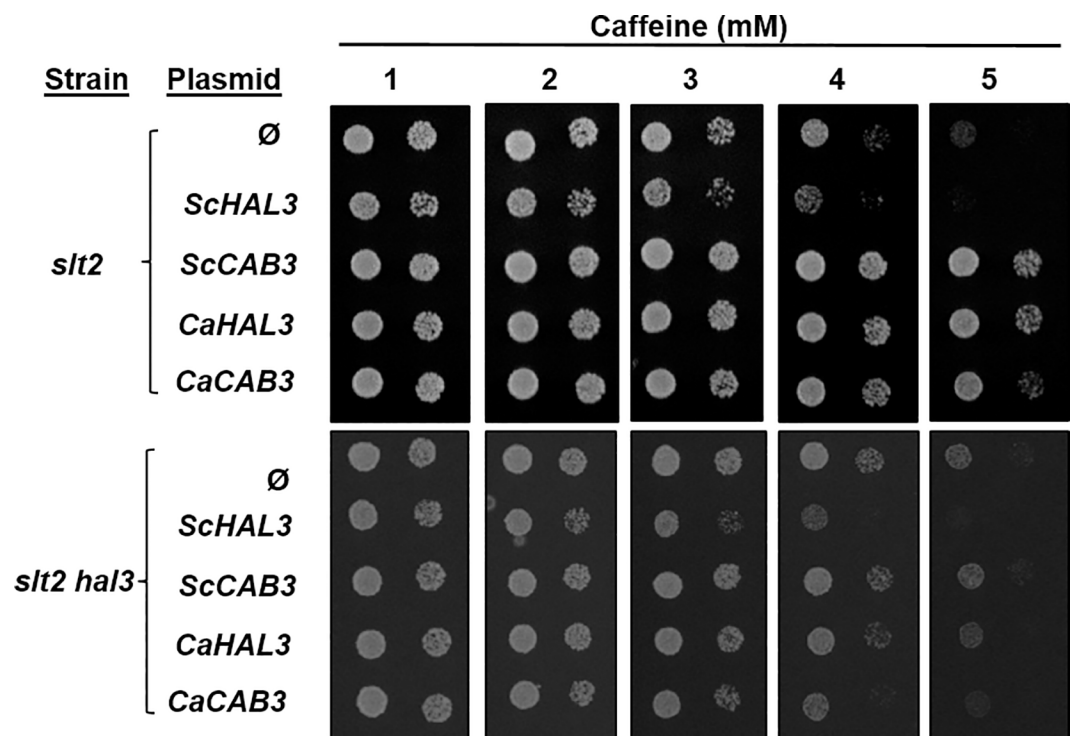 Caffeine (mM)
Strain Plasmid 1 2 3 4 5
Ø
ScHAL3
slt2 ScCAB3
CaHAL3
CaCAB3
Ø
ScHAL3
slt2 hal3 ScCAB3
CaHAL3
CaCAB3